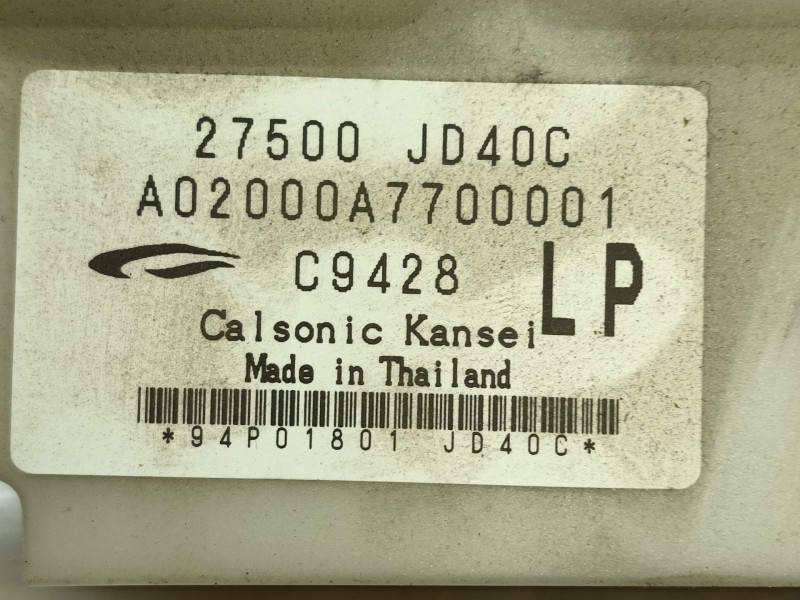 27500 JD40C
A02000A7700001
C9428 LP
Calsonic Kansei
Made in Thailand
*94P01801 JD40C*